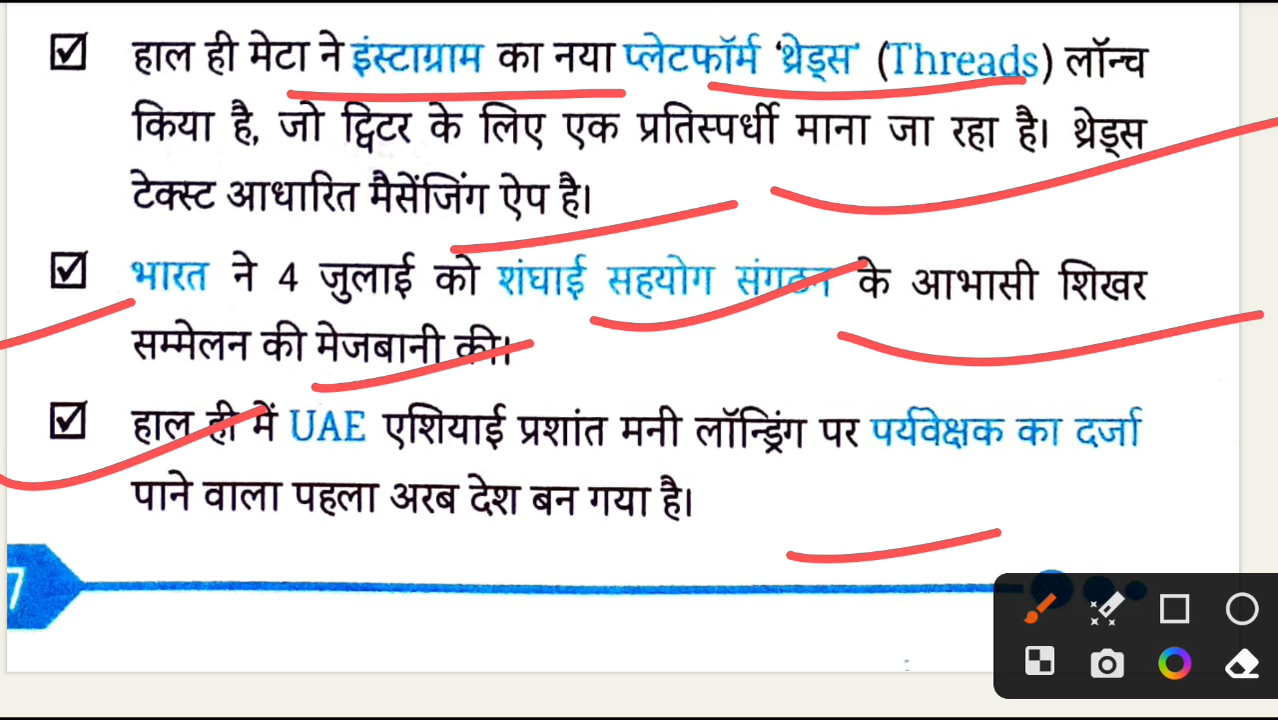 हाल ही मेटा ने इंस्टाग्राम का नया प्लेटफॉर्म 'थ्रेड्स' (Threads) लॉन्च
किया है, जो ट्विटर के लिए एक प्रतिस्पर्धी माना जा रहा है। थ्रेड्स
टेक्स्ट आधारित मैसेंजिंग ऐप है।
भारत ने 4 जुलाई को शंघाई सहयोग संगठन के आभासी शिखर
सम्मेलन की मेजबानी की।
हाल ही में UAE एशियाई प्रशांत मनी लॉन्ड्रिंग पर पर्यवेक्षक का दर्जा
पाने वाला पहला अरब देश बन गया है।
7